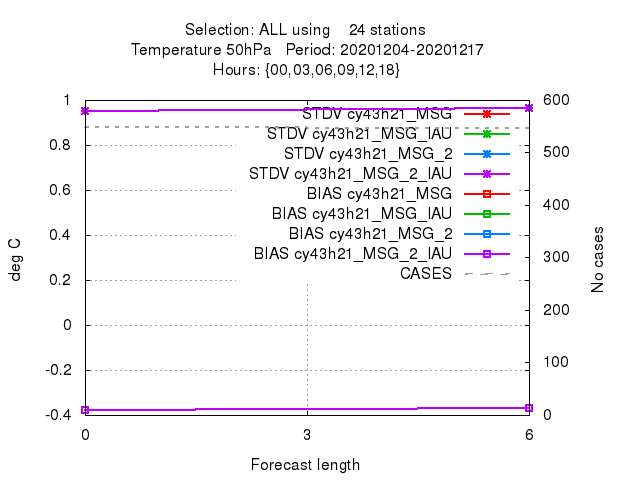 Selection: ALL using    24 stations
Temperature 50hPa   Period: 20201204-20201217
Hours: {00,03,06,09,12,18}
1
0.8
0.6
0.4
0.2
0
-0.2
-0.4
deg C
STDV cy43h21_MSG
STDV cy43h21_MSG_IAU
STDV cy43h21_MSG_2
STDV cy43h21_MSG_2_IAU
BIAS cy43h21_MSG
BIAS cy43h21_MSG_IAU
BIAS cy43h21_MSG_2
BIAS cy43h21_MSG_2_IAU
CASES
600
500
400
300
200
100
0
No cases
0 3 6
Forecast length